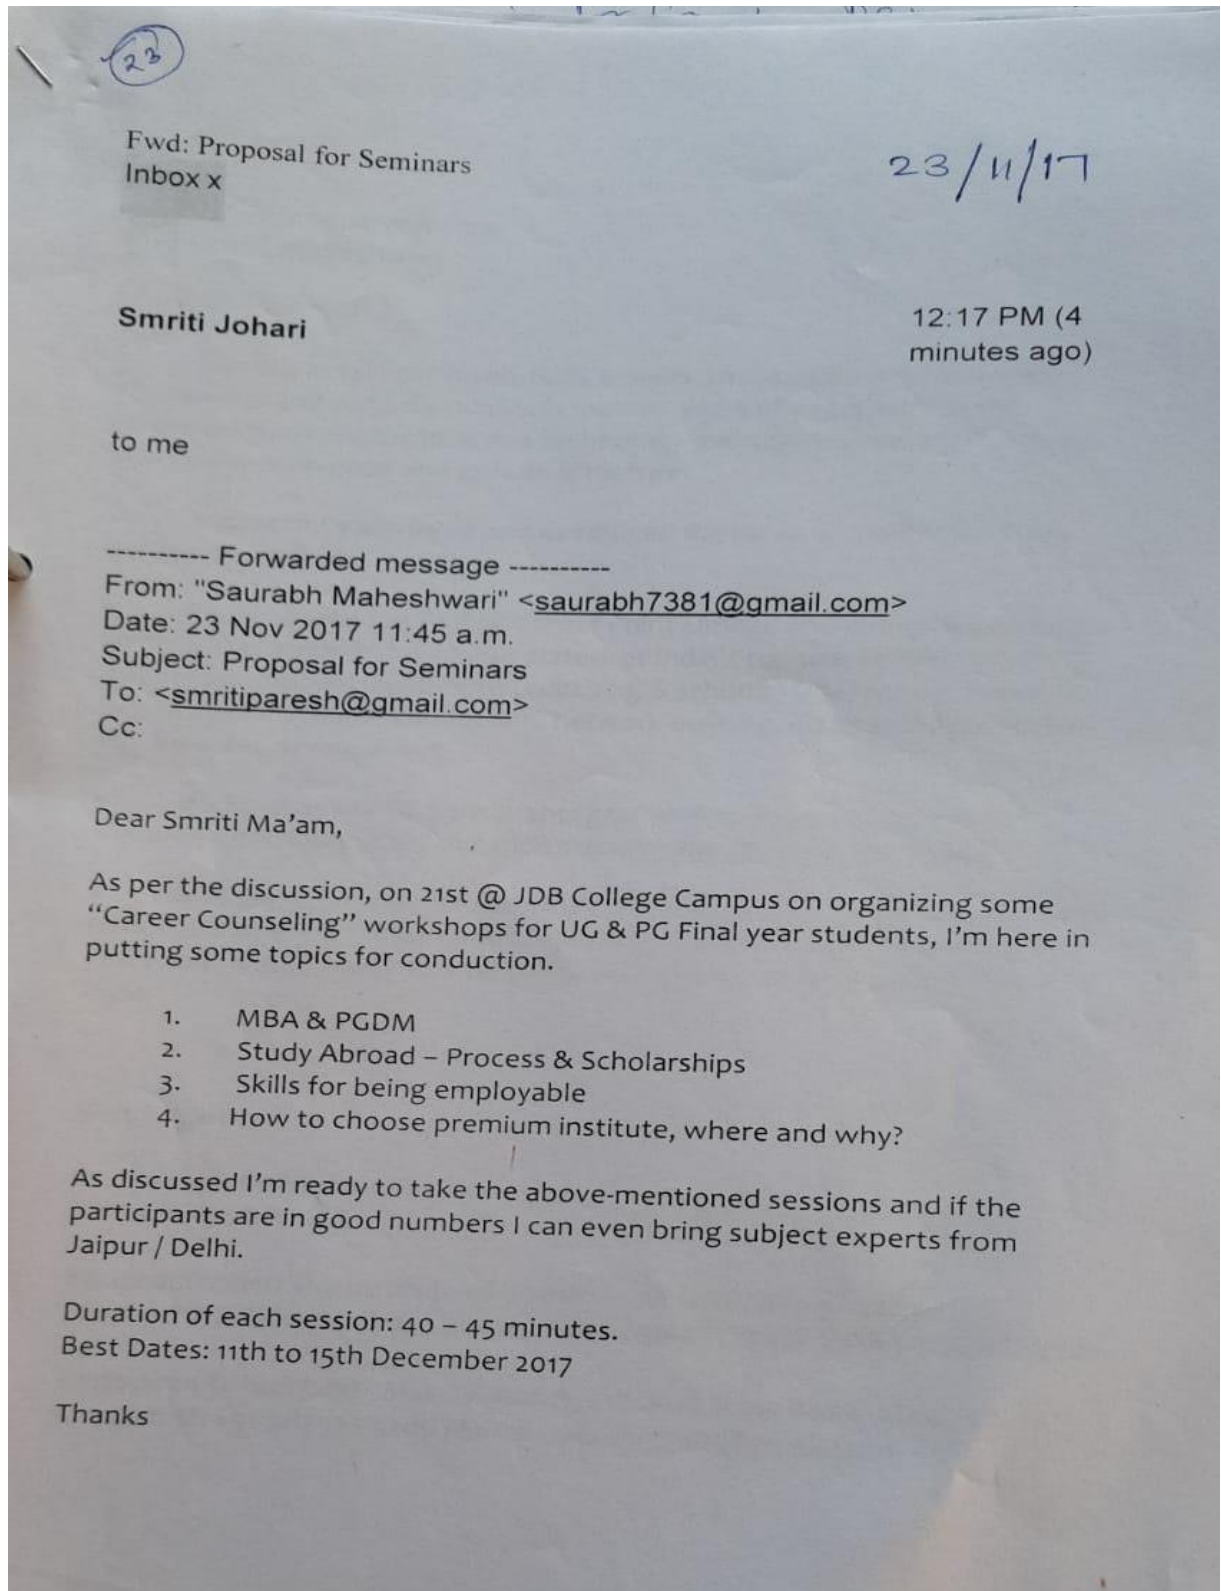 23
Fwd: Proposal for Seminars
Inbox x
23/11/17
Smriti Johari
12:17 PM (4
minutes ago)
to me
---------- Forwarded message ----------
From: "Saurabh Maheshwari" <saurabh7381@gmail.com>
Date: 23 Nov 2017 11:45 a.m.
Subject: Proposal for Seminars
To: <smritiparesh@gmail.com>
Cc:
Dear Smriti Ma'am,
As per the discussion, on 21st @ JDB College Campus on organizing some
“Career Counseling” workshops for UG & PG Final year students, I'm here in
putting some topics for conduction.
1. MBA & PGDM
2. Study Abroad – Process & Scholarships
3. Skills for being employable
4. How to choose premium institute, where and why?
As discussed I'm ready to take the above-mentioned sessions and if the
participants are in good numbers I can even bring subject experts from
Jaipur / Delhi.
Duration of each session: 40 – 45 minutes.
Best Dates: 11th to 15th December 2017
Thanks